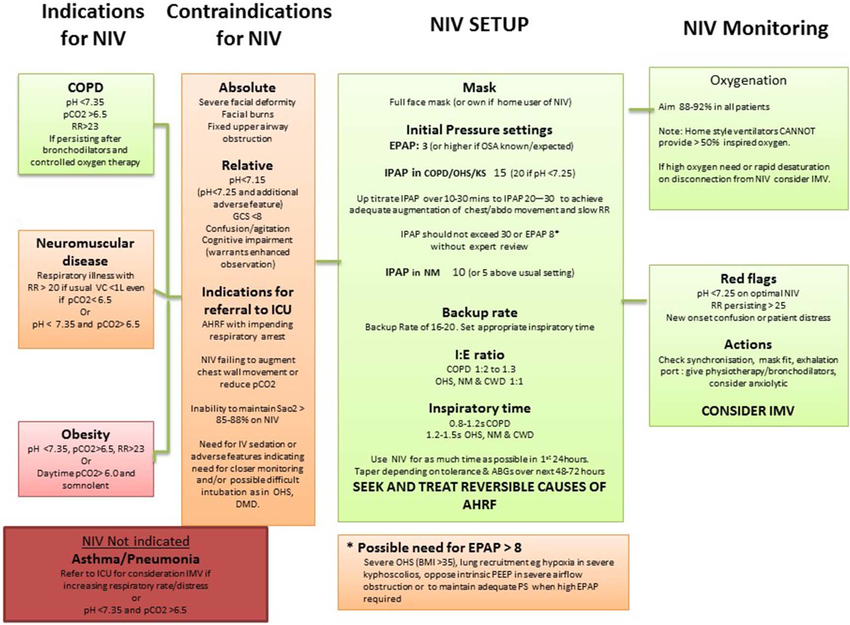 Indications
for NIV
COPD
pH <7.35
pCO2 >6.5
RR>23
If persisting after
bronchodilators and
controlled oxygen therapy
Neuromuscular
disease
Respiratory illness with
RR > 20 if usual VC <1L even
if pCO2< 6.5
Or
pH < 7.35 and pCO2> 6.5
Obesity
pH <7.35, pCO2>6.5, RR>23
Or
Daytime pCO2> 6.0 and
somnolent
NIV Not indicated
Asthma/Pneumonia
Refer to ICU for consideration IMV if
increasing respiratory rate/distress
or
pH <7.35 and pCO2 >6.5
Contraindications
for NIV
Absolute
Severe facial deformity
Facial burns
Fixed upper airway
obstruction
Relative
pH<7.15
(pH<7.25 and additional
adverse feature)
GCS <8
Confusion/agitation
Cognitive impairment
(warrants enhanced
observation)
Indications for
referral to ICU
AHRF with impending
respiratory arrest
NIV failing to augment
chest wall movement or
reduce pCO2
Inability to maintain Sao2 >
85-88% on NIV
Need for IV sedation or
adverse features indicating
need for closer monitoring
and/or possible difficult
intubation as in OHS,
DMD.
NIV SETUP
Mask
Full face mask (or own if home user of NIV)
Initial Pressure settings
EPAP: 3 (or higher if OSA known/expected)
IPAP in COPD/OHS/KS 15 (20 if pH <7.25)
Up titrate IPAP over 10-30 mins to IPAP 20—30 to achieve
adequate augmentation of chest/abdo movement and slow RR
IPAP should not exceed 30 or EPAP 8*
without expert review
IPAP in NM 10 (or 5 above usual setting)
Backup rate
Backup Rate of 16-20. Set appropriate inspiratory time
I:E ratio
COPD 1:2 to 1.3
OHS, NM & CWD 1:1
Inspiratory time
0.8-1.2s COPD
1.2-1.5s OHS, NM & CWD
Use NIV for as much time as possible in 1st 24hours.
Taper depending on tolerance & ABGs over next 48-72 hours
SEEK AND TREAT REVERSIBLE CAUSES OF
AHRF
* Possible need for EPAP > 8
Severe OHS (BMI >35), lung recruitment eg hypoxia in severe
kyphoscolios, oppose intrinsic PEEP in severe airflow
obstruction or to maintain adequate PS when high EPAP
required
NIV Monitoring
Oxygenation
Aim 88-92% in all patients
Note: Home style ventilators CANNOT
provide > 50% inspired oxygen.
If high oxygen need or rapid desaturation
on disconnection from NIV consider IMV.
Red flags
pH <7.25 on optimal NIV
RR persisting > 25
New onset confusion or patient distress
Actions
Check synchronisation, mask fit, exhalation
port : give physiotherapy/bronchodilators,
consider anxiolytic
CONSIDER IMV